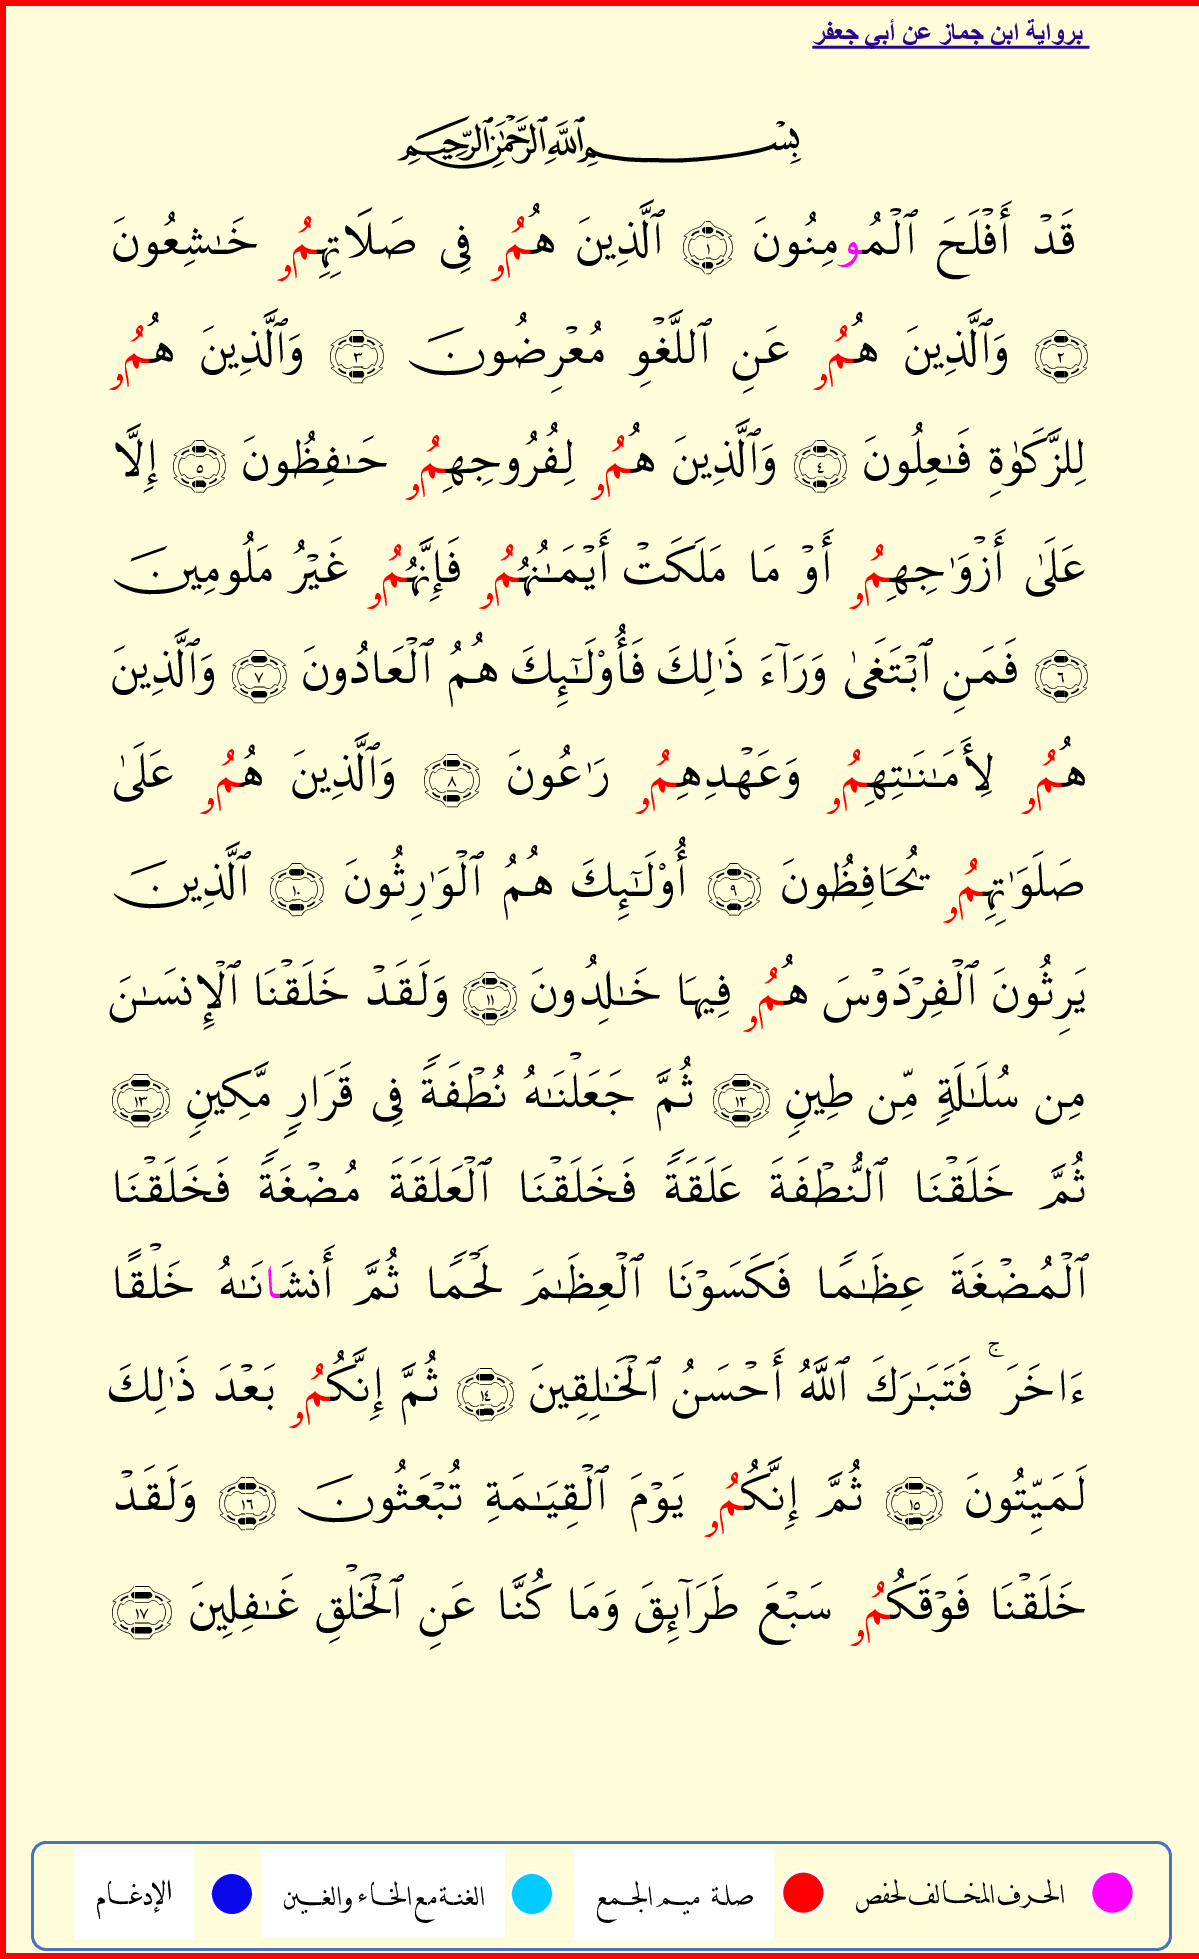 برواية ابن جماز عن أبي جعفر
بِسْمِ ٱللَّهِ ٱلرَّحْمَٰنِ ٱلرَّحِيمِ
قَدْ أَفْلَحَ ٱلْمُومِنُونَ ١ ٱلَّذِينَ هُمُۥ فِى صَلَاتِهِمُۥ خَٰشِعُونَ
٢ وَٱلَّذِينَ هُمُۥ عَنِ ٱللَّغْوِ مُعْرِضُونَ ٣ وَٱلَّذِينَ هُمُۥ
لِلزَّكَوٰةِ فَٰعِلُونَ ٤ وَٱلَّذِينَ هُمُۥ لِفُرُوجِهِمُۥ حَٰفِظُونَ ٥ إِلَّا
عَلَىٰ أَزْوَٰجِهِمُۥ أَوْ مَا مَلَكَتْ أَيْمَٰنُهُمُۥ فَإِنَّهُمُۥ غَيْرُ مَلُومِينَ
٦ فَمَنِ ٱبْتَغَىٰ وَرَآءَ ذَٰلِكَ فَأُوْلَٰٓئِكَ هُمُ ٱلْعَادُونَ ٧ وَٱلَّذِينَ
هُمُۥ لِأَمَٰنَٰتِهِمُۥ وَعَهْدِهِمُۥ رَٰعُونَ ٨ وَٱلَّذِينَ هُمُۥ عَلَىٰ
صَلَوَٰتِهِمُۥ يُحَافِظُونَ ٩ أُوْلَٰٓئِكَ هُمُ ٱلْوَٰرِثُونَ ١٠ ٱلَّذِينَ
يَرِثُونَ ٱلْفِرْدَوْسَ هُمُۥ فِيهَا خَٰلِدُونَ ١١ وَلَقَدْ خَلَقْنَا ٱلْإِنسَٰنَ
مِن سُلَٰلَةٍ مِّن طِينٍ ١٢ ثُمَّ جَعَلْنَٰهُ نُطْفَةً فِى قَرَارٍ مَّكِينٍ ١٣
ثُمَّ خَلَقْنَا ٱلنُّطْفَةَ عَلَقَةً فَخَلَقْنَا ٱلْعَلَقَةَ مُضْغَةً فَخَلَقْنَا
ٱلْمُضْغَةَ عِظَٰمًا فَكَسَوْنَا ٱلْعِظَٰمَ لَحْمًا ثُمَّ أَنشَانَٰهُ خَلْقًا
ءَاخَرَ ۚ فَتَبَارَكَ ٱللَّهُ أَحْسَنُ ٱلْخَٰلِقِينَ ١٤ ثُمَّ إِنَّكُمُۥ بَعْدَ ذَٰلِكَ
لَمَيِّتُونَ ١٥ ثُمَّ إِنَّكُمُۥ يَوْمَ ٱلْقِيَٰمَةِ تُبْعَثُونَ ١٦ وَلَقَدْ
خَلَقْنَا فَوْقَكُمُۥ سَبْعَ طَرَآئِقَ وَمَا كُنَّا عَنِ ٱلْخَلْقِ غَٰفِلِينَ ١٧
الحرف المخالف لحفص صلة ميم الجمع الغنة مع الخاء والغين الإدغام